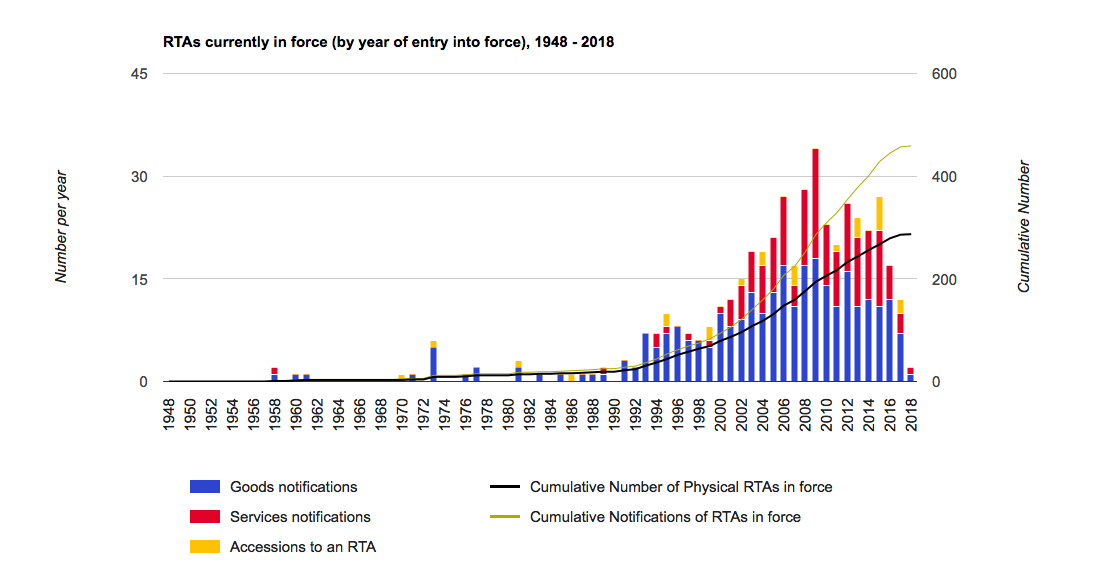 RTAs currently in force (by year of entry into force), 1948 - 2018
45
600
30
400
15
200
0
0
Number per year
Cumulative Number
1948 1950 1952 1954 1956 1958 1960 1962 1964 1966 1968 1970 1972 1974 1976 1978 1980 1982 1984 1986 1988 1990 1992 1994 1996 1998 2000 2002 2004 2006 2008 2010 2012 2014 2016 2018
Goods notifications
Services notifications
Accessions to an RTA
Cumulative Number of Physical RTAs in force
Cumulative Notifications of RTAs in force